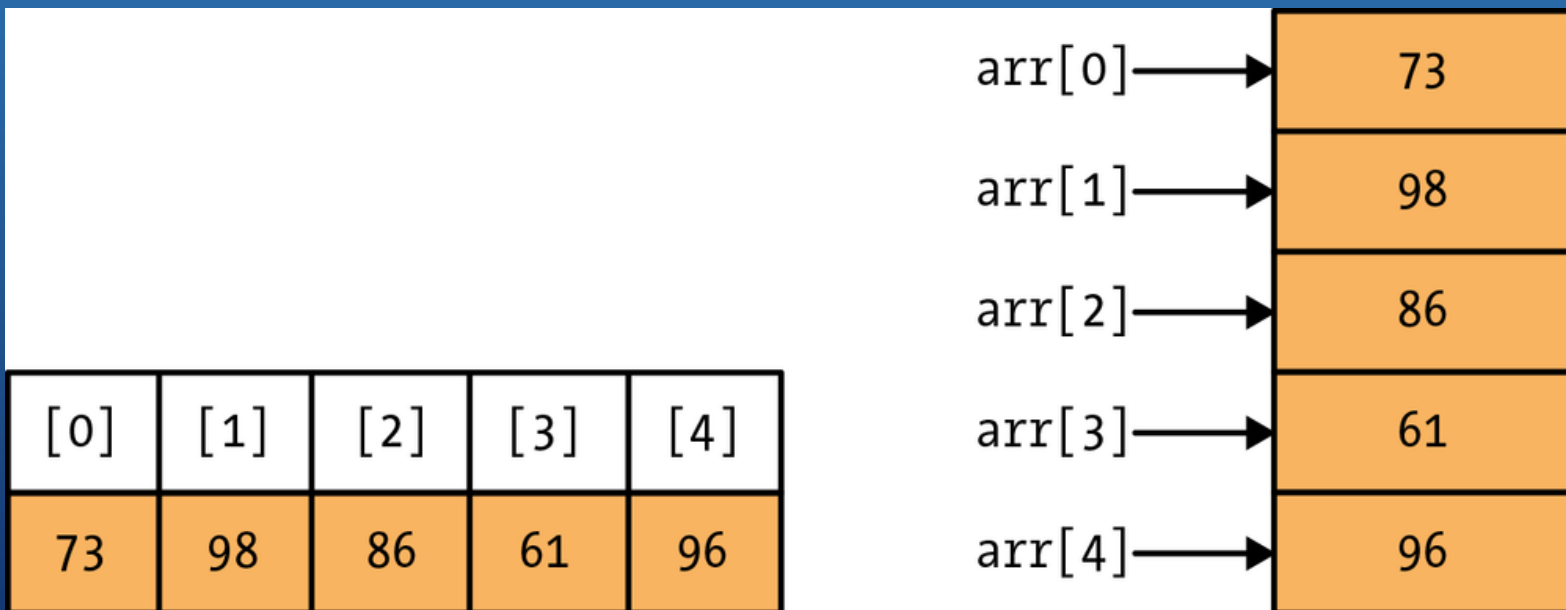 [0] [1] [2] [3] [4]
73 98 86 61 96
arr[0] 73
arr[1] 98
arr[2] 86
arr[3] 61
arr[4] 96